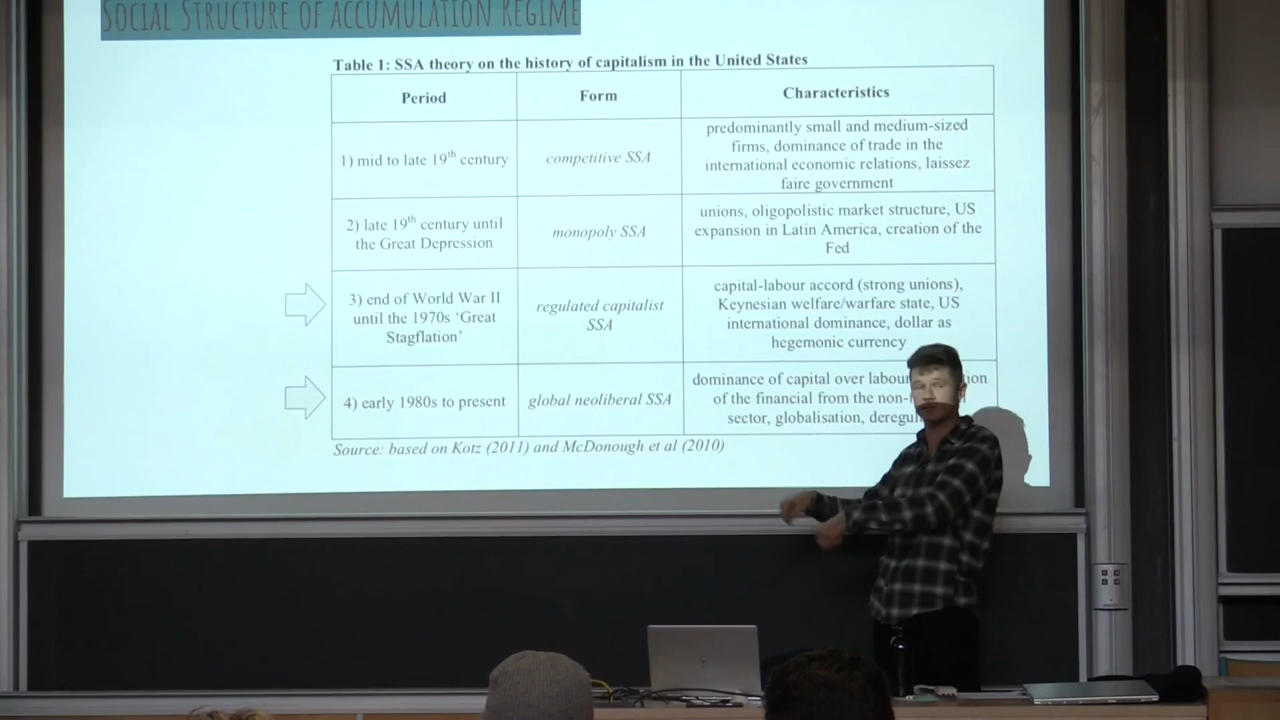 Social Structure of Accumulation Regime
Table 1: SSA theory on the history of capitalism in the United States
Period
Form
Characteristics
1) mid to late 19th century
competitive SSA
predominantly small and medium-sized
firms, dominance of trade in the
international economic relations, laissez
faire government
2) late 19th century until
the Great Depression
monopoly SSA
unions, oligopolistic market structure, US
expansion in Latin America, creation of the
Fed
3) end of World War II
until the 1970s ‘Great
Stagflation’
regulated capitalist
SSA
capital-labour accord (strong unions),
Keynesian welfare/warfare state, US
international dominance, dollar as
hegemonic currency
4) early 1980s to present
global neoliberal SSA
dominance of capital over labour
of the financial from the
sector, globalisation,
Source: based on Kotz (2011) and McDonough et al (2010)